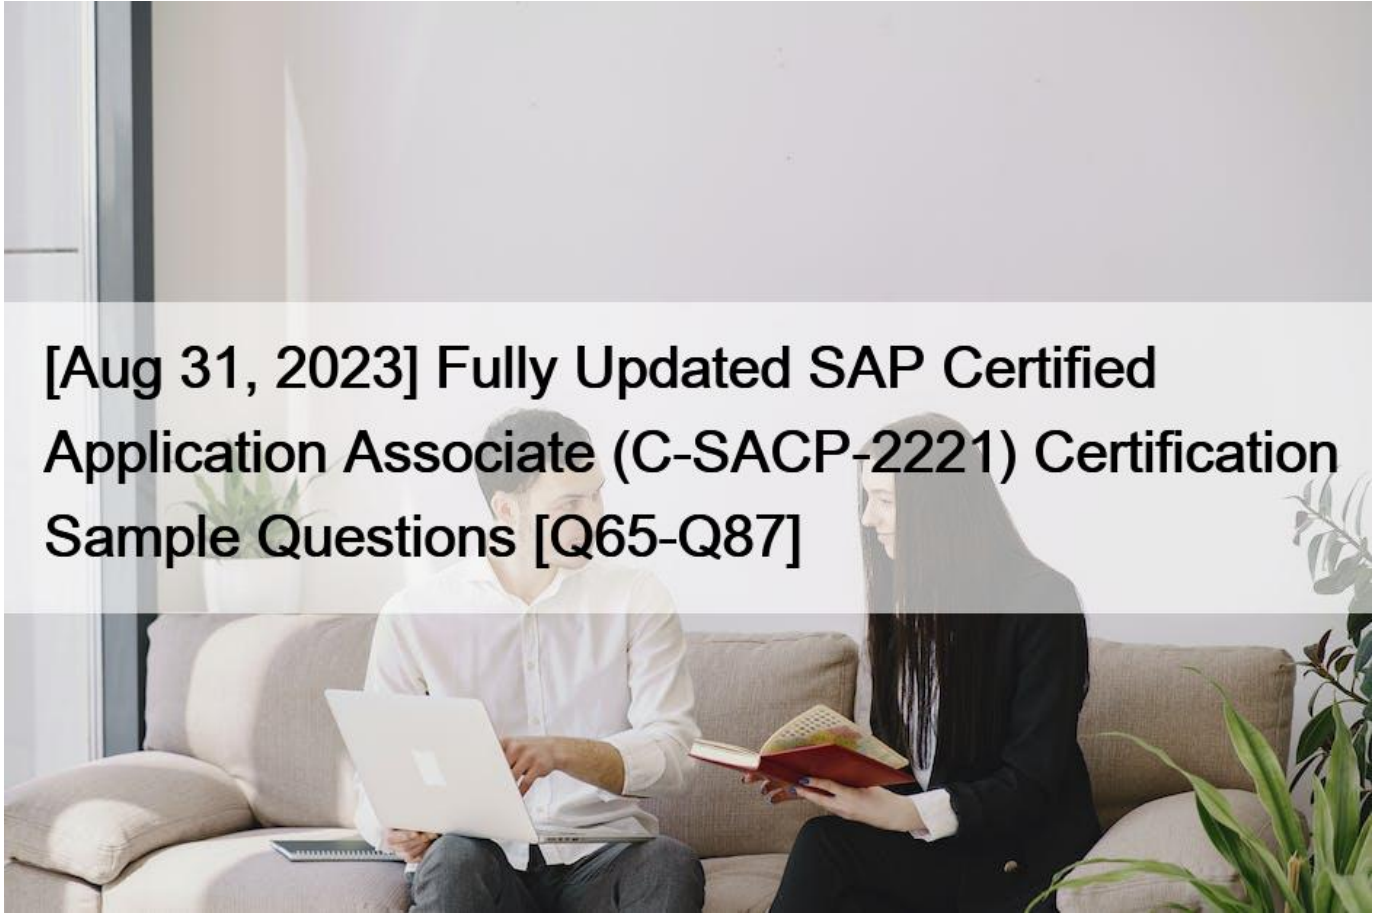 [Aug 31, 2023] Fully Updated SAP Certified
Application Associate (C-SACP-2221) Certification
Sample Questions [Q65-Q87]